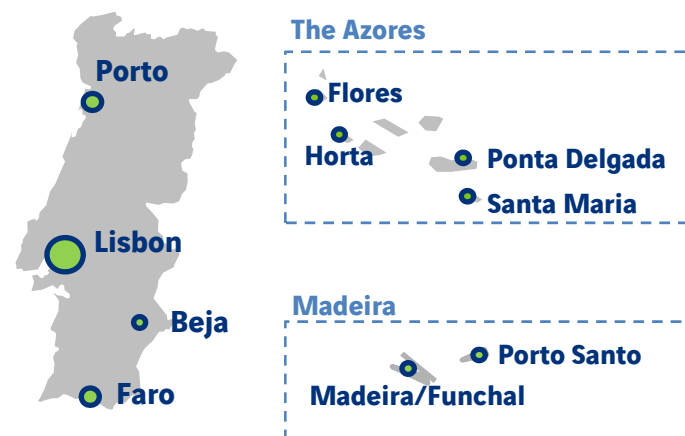 Porto
Lisbon
Beja
Faro
The Azores
Flores
Horta
Ponta Delgada
Santa Maria
Madeira
Porto Santo
Madeira/Funchal